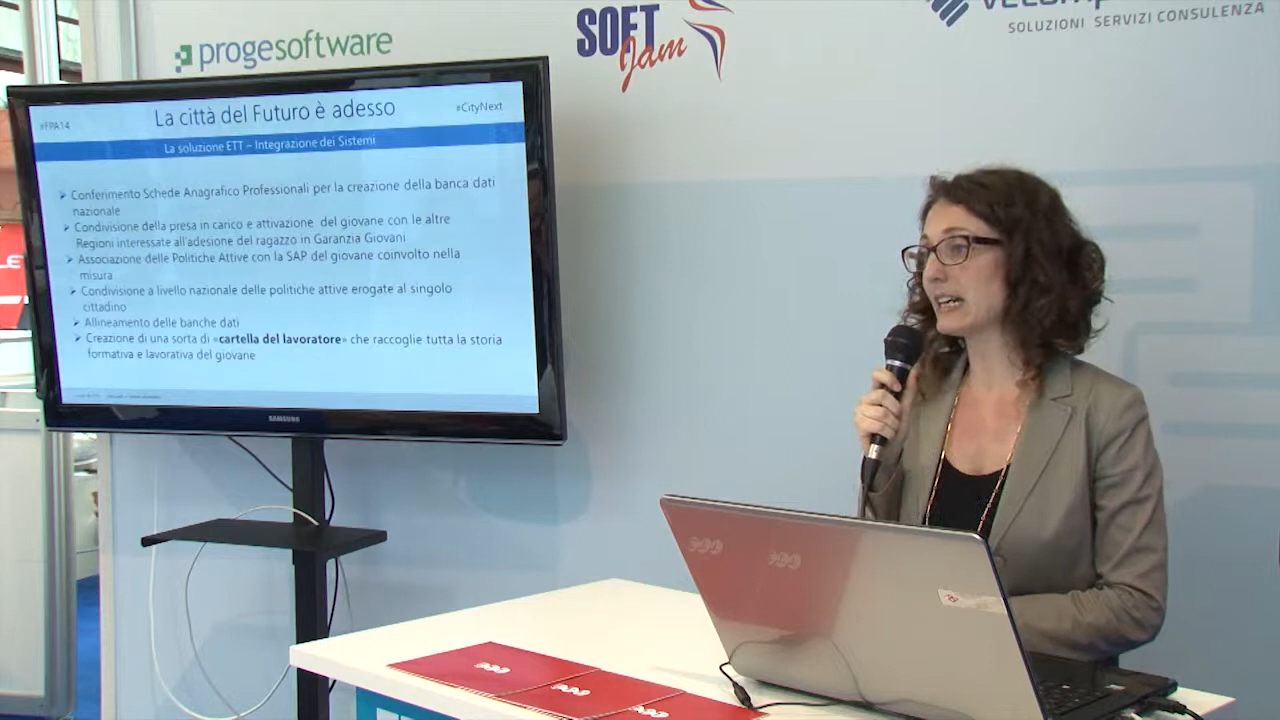 progesoftware
SOFT
Jam
SOLUZIONI SERVIZI CONSULENZA
#FPA14
La città del Futuro è adesso
#CityNext
La soluzione ETT – Integrazione dei Sistemi
➢ Conferimento Schede Anagrafico Professionali per la creazione della banca dati
nazionale
➢ Condivisione della presa in carico e attivazione del giovane con le altre
Regioni interessate all'adesione del ragazzo in Garanzia Giovani
➢ Associazione delle Politiche Attive con la SAP del giovane coinvolto nella
misura
➢ Condivisione a livello nazionale delle politiche attive erogate al singolo
cittadino
➢ Allineamento delle banche dati
➢ Creazione di una sorta di «cartella del lavoratore» che raccoglie tutta la storia
formativa e lavorativa del giovane
SAMSUNG